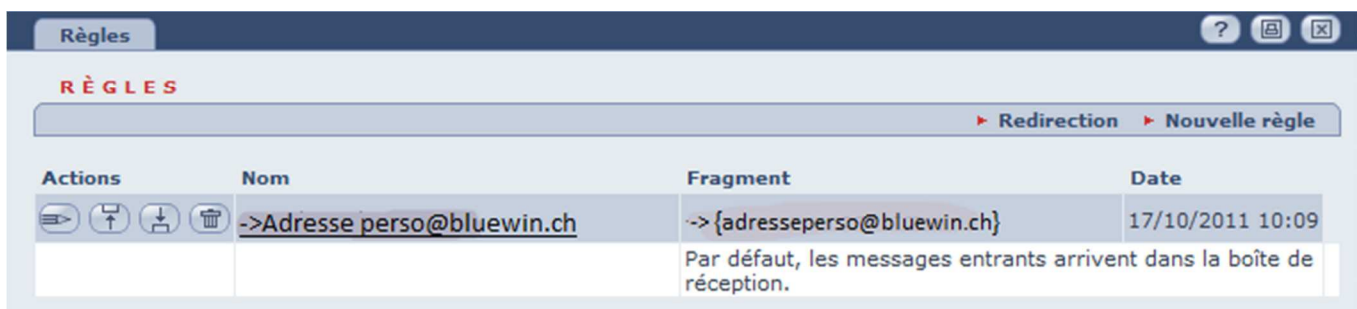 Règles
?
RÈGLES
Redirection Nouvelle règle
Actions Nom Fragment Date
->Adresse perso@bluewin.ch -> {adresseperso@bluewin.ch} 17/10/2011 10:09
Par défaut, les messages entrants arrivent dans la boîte de
réception.